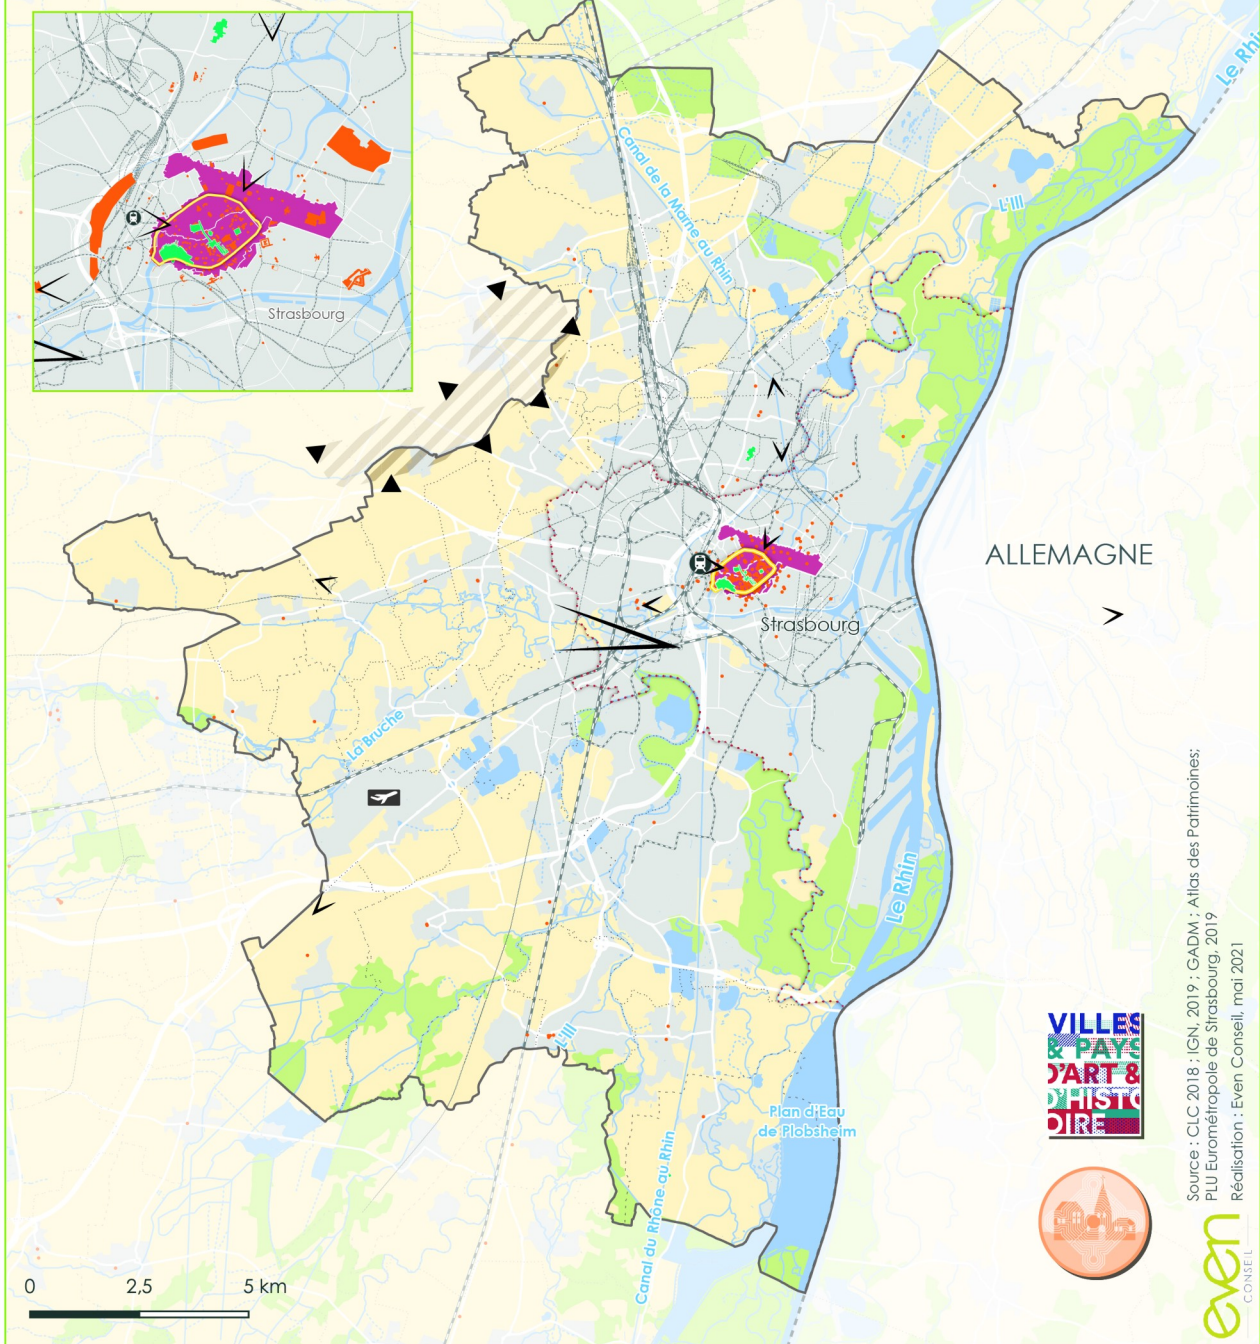 Strasbourg
Le Rhi
Canal de la Marne au Rhin
L'Ill
ALLEMAGNE
Strasbourg
La Bruche
Le Rhin
L'Ill
Plan d'Eau
de Plobsheim
Canal du Rhône au Rhin
VILLES
& PAYS
D'ART &
D'HISTO
OIRE
Source : CLC 2018 ; IGN, 2019 ; GADM ; Atlas des Patrimoines;
PLU Eurométropole de Strasbourg, 2019
Réalisation : Even Conseil, mai 2021
even
CONSEIL
0 2,5 5 km